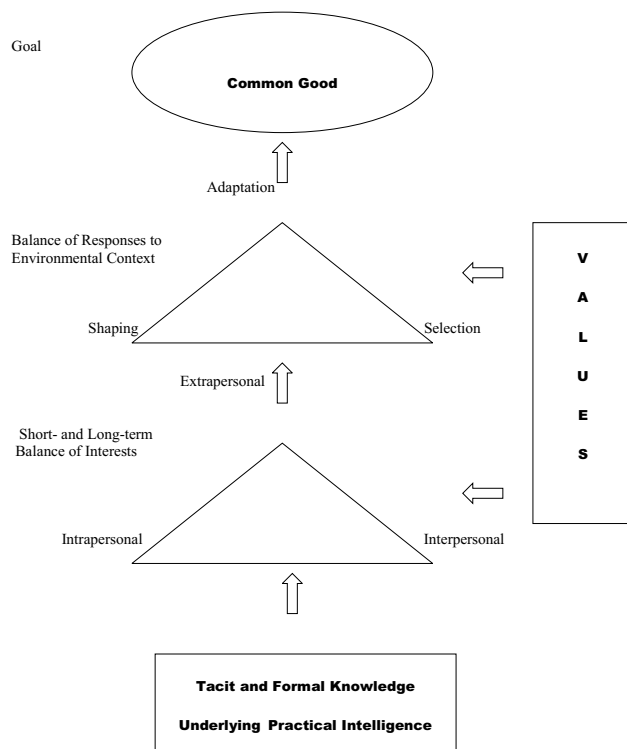 Goal
Common Good
Adaptation
Balance of Responses to
Environmental Context
Shaping
Selection
Extrapersonal
Short- and Long-term
Balance of Interests
Intrapersonal
Interpersonal
Tacit and Formal Knowledge
Underlying Practical Intelligence
V
A
L
U
E
S